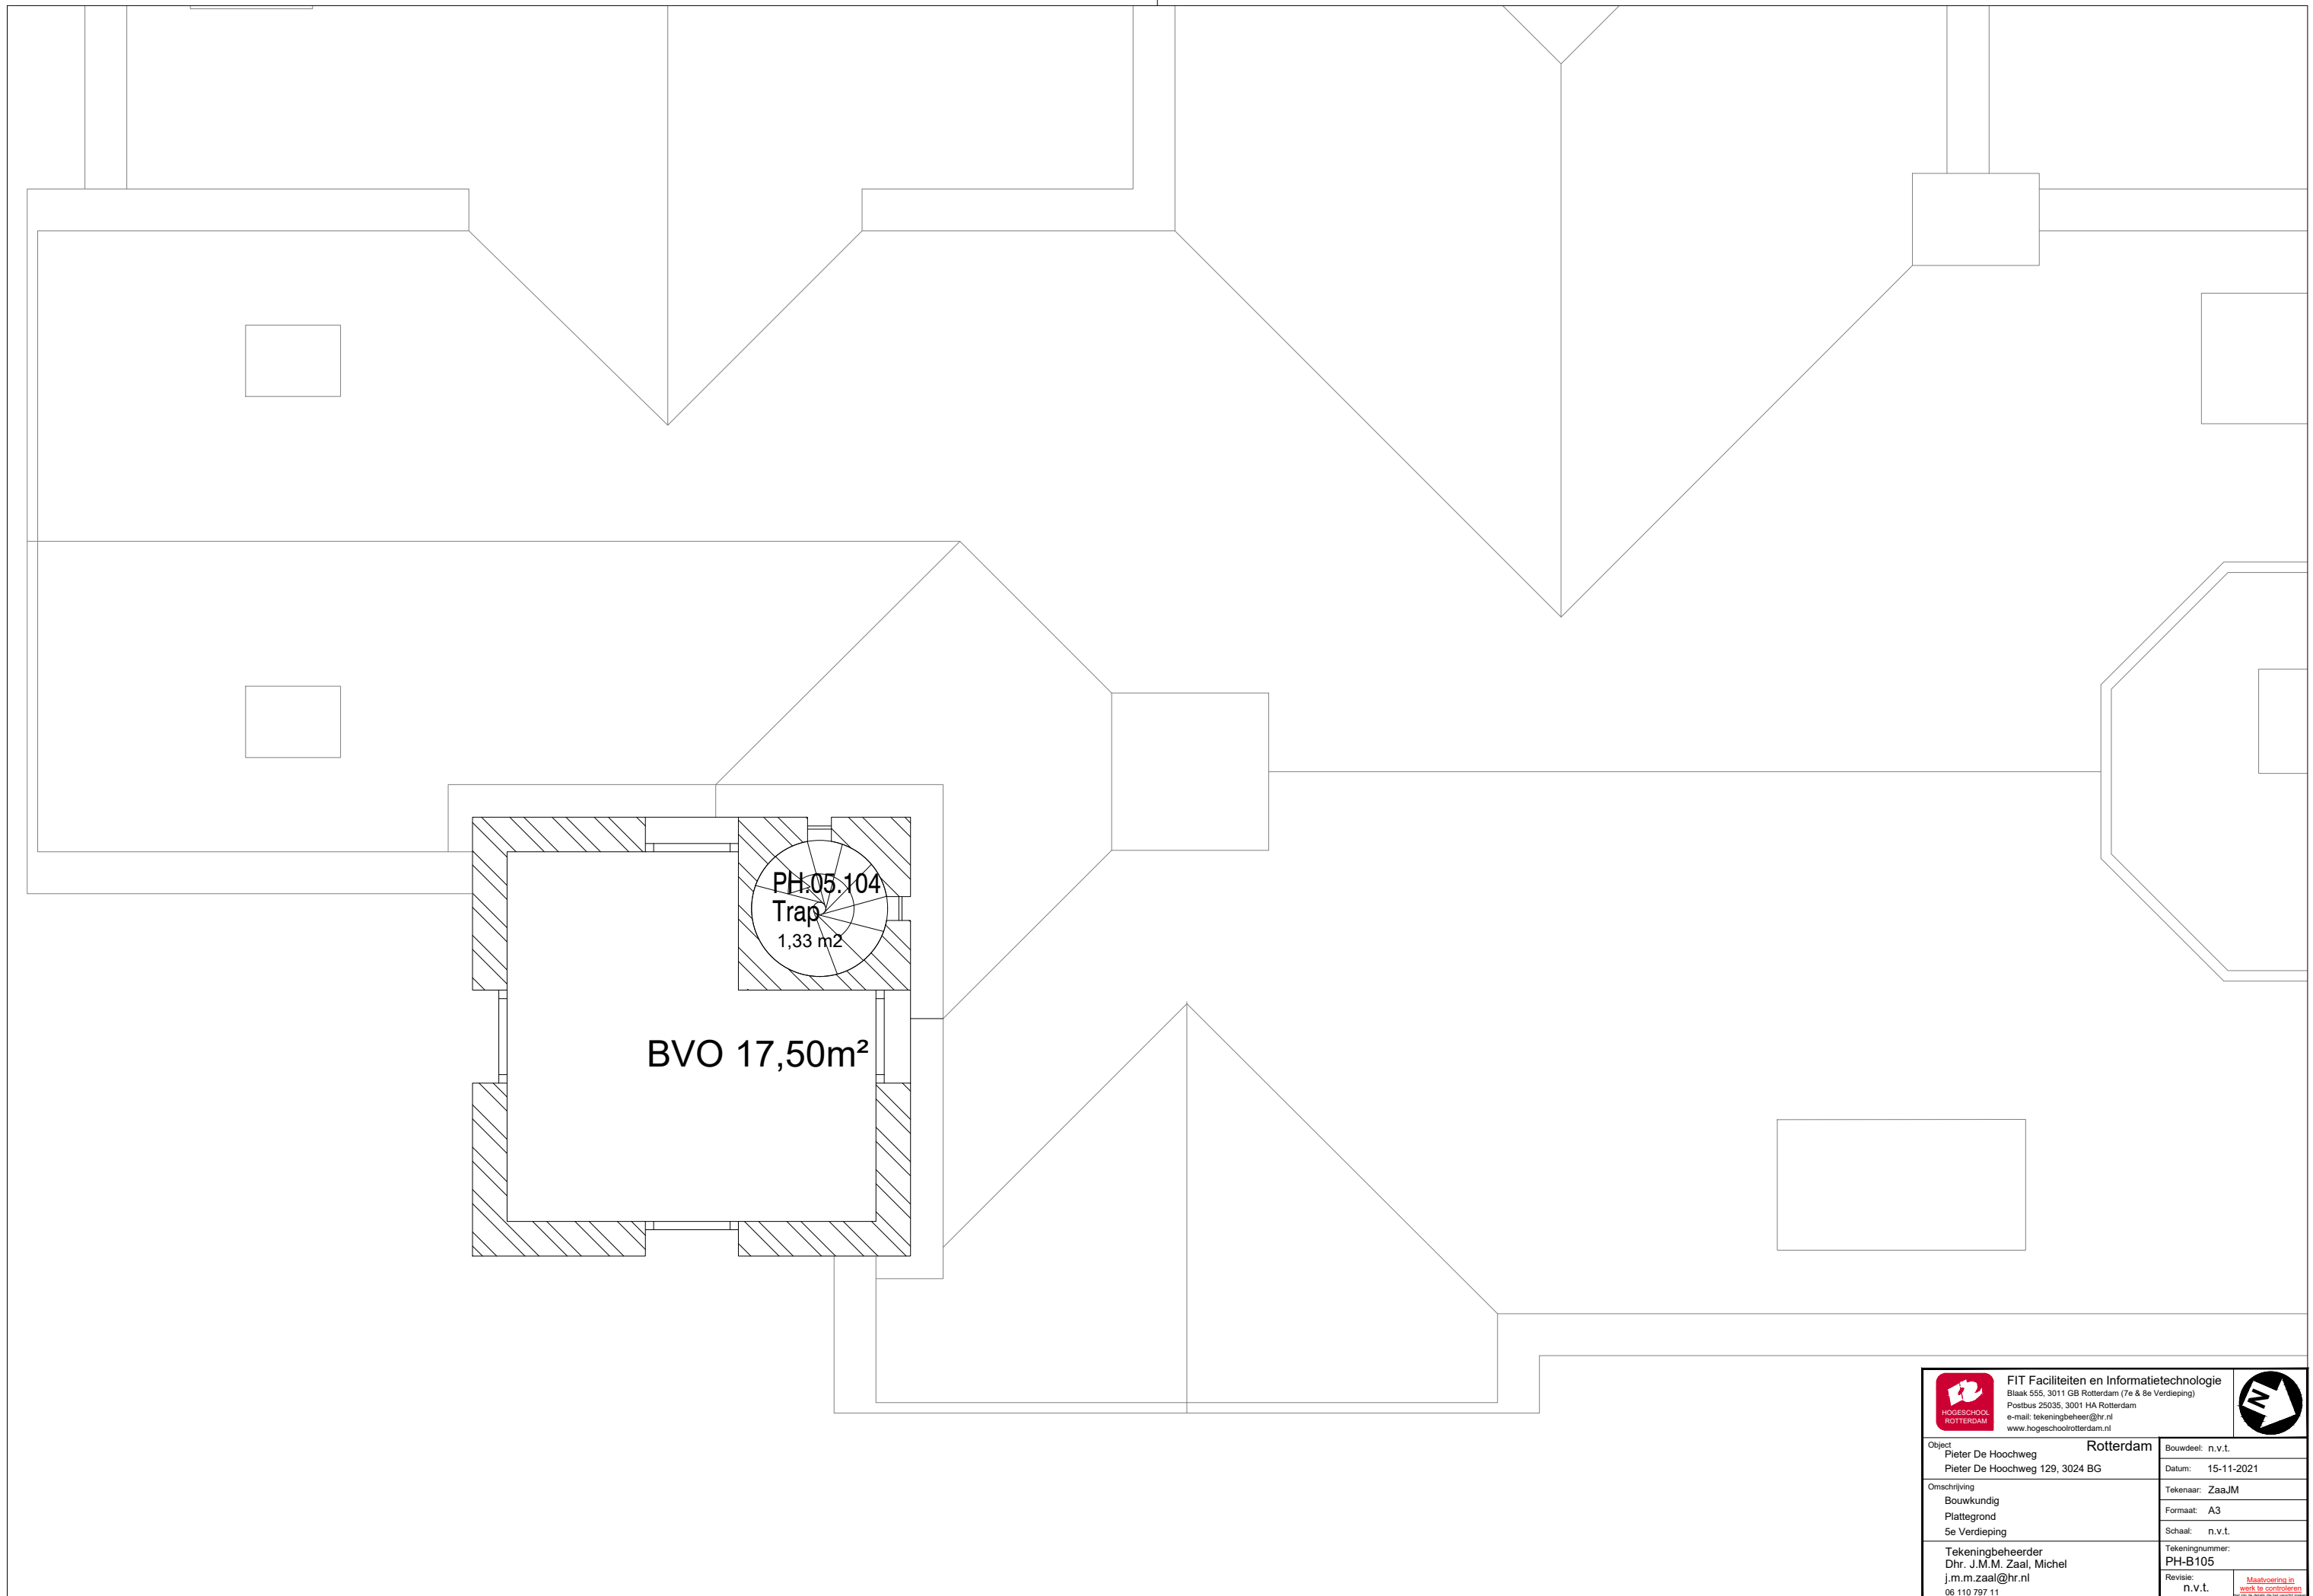 PH.05.104
Trap
1,33 m2
BVO 17,50m²
HOGESCHOOL
ROTTERDAM
FIT Faciliteiten en Informatietechnologie
Blaak 555, 3011 GB Rotterdam (7e & 8e Verdieping)
Postbus 25035, 3001 HA Rotterdam
e-mail: tekeningbeheer@hr.nl
www.hogeschoolrotterdam.nl
N
Object Rotterdam
Pieter De Hoochweg
Pieter De Hoochweg 129, 3024 BG
Bouwdeel: n.v.t.
Datum: 15-11-2021
Omschrijving
Bouwkundig
Plattegrond
5e Verdieping
Tekenaar: ZaaJM
Formaat: A3
Schaal: n.v.t.
Tekeningbeheerder
Dhr. J.M.M. Zaal, Michel
j.m.m.zaal@hr.nl
06 110 797 11
Tekeningnummer:
PH-B105
Revisie:
n.v.t.
Maatvoering in
werk te controleren